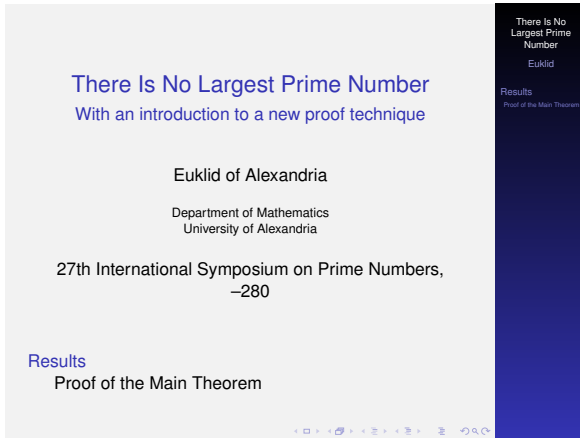 There Is No Largest Prime Number
With an introduction to a new proof technique
Euklid of Alexandria
Department of Mathematics
University of Alexandria
27th International Symposium on Prime Numbers,
–280
Results
Proof of the Main Theorem
There Is No
Largest Prime
Number
Euklid
Results
Proof of the Main Theorem